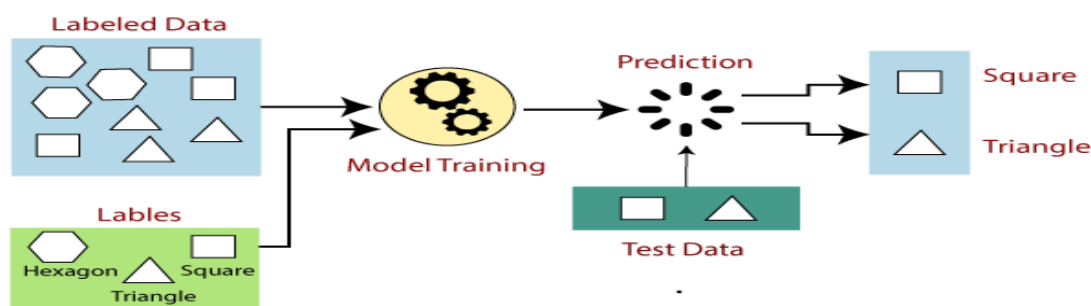 Labeled Data
Prediction
Square
Model Training
Triangle
Lables
Hexagon
Square
Triangle
Test Data